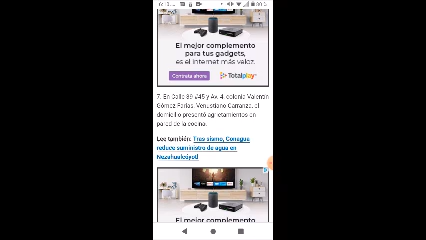 El mejor complemento
para tus gadgets,
es el internet más veloz.
Contrata ahora
Totalplay
7. En Calle 89 #45 y Av. 4, colonia Valentín
Gómez Farías, Venustiano Carranza, el
domicilio presentó agrietamientos en
pared de la cocina.
Lee también: Tras sismo, Conagua
reduce suministro de agua en
Nezahualcóyotl
El mejor complemento